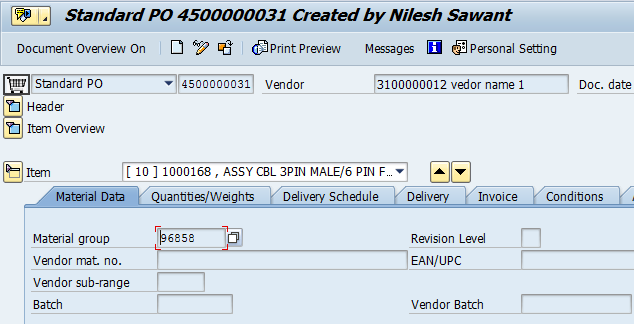 Standard PO 4500000031 Created by Nilesh Sawant
Document Overview On Print Preview Messages Personal Setting
Standard PO 4500000031 Vendor 3100000012 vedor name 1 Doc. date
Header
Item Overview
Item [ 10 ] 1000168 , ASSY CBL 3PIN MALE/6 PIN F...
Material Data Quantities/Weights Delivery Schedule Delivery Invoice Conditions
Material group 96858 Revision Level
Vendor mat. no. EAN/UPC
Vendor sub-range
Batch Vendor Batch